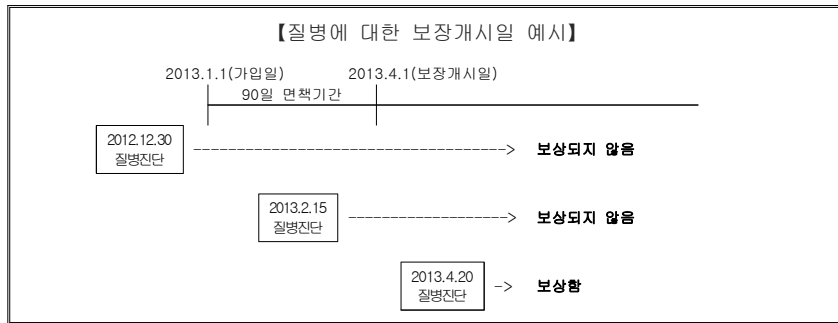 【질병에 대한 보장개시일 예시】
2013.1.1(가입일) 2013.4.1(보장개시일)
90일 면책기간
2012.12.30
질병진단
보상되지 않음
2013.2.15
질병진단
보상되지 않음
2013.4.20
질병진단
보상함